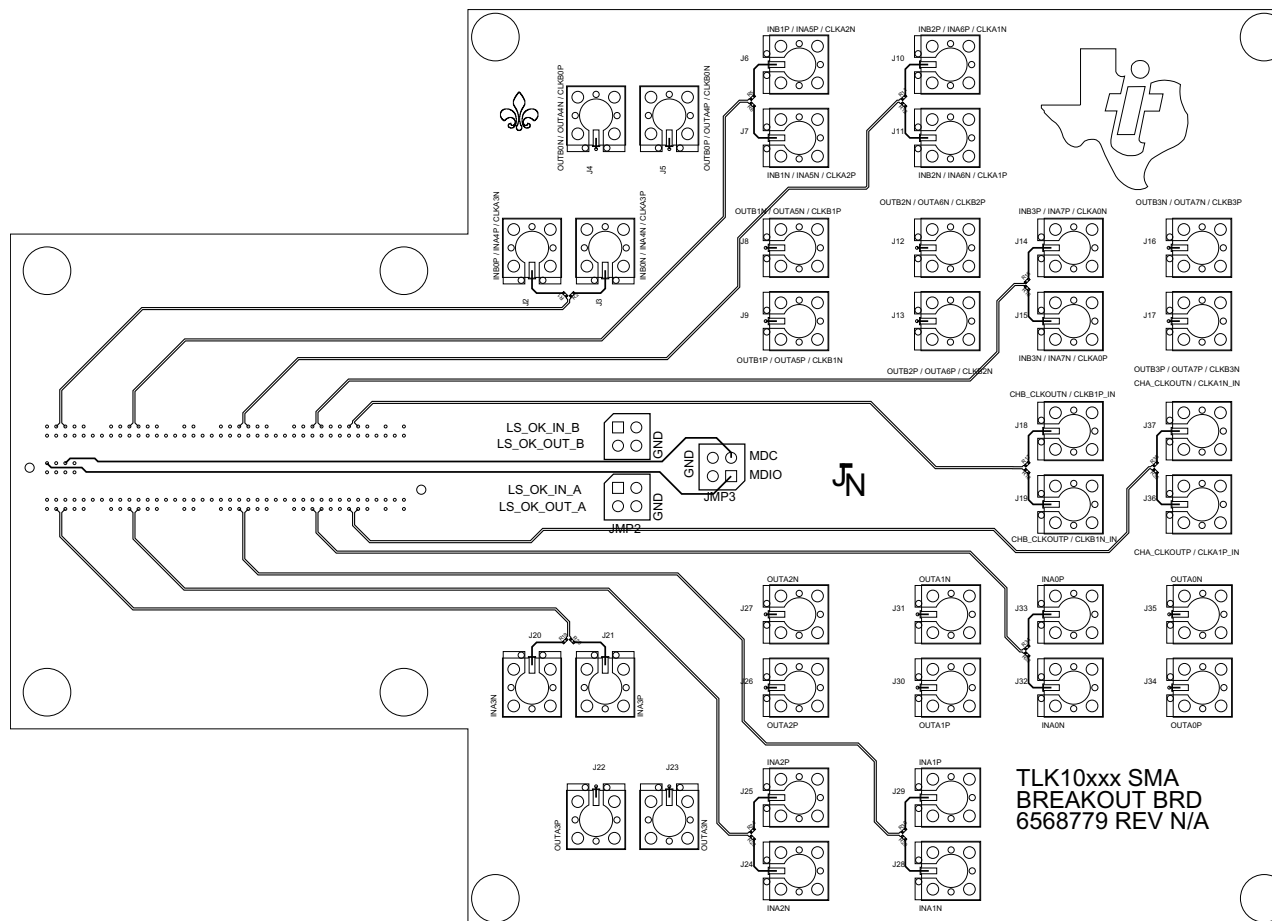 INB1P / INA5P / CLKA2N
INB2P / INA6P / CLKA1N
J6
J10
OUTB0N / OUTA4N / CLKB0P
OUTB0P / OUTA4P / CLKB0N
J7
J11
J4
J5
INB1N / INA5N / CLKA2P
INB2N / INA6N / CLKA1P
INB0P / INA4P / CLKA3N
INB0N / INA4N / CLKA3P
OUTB1N / OUTA5N / CLKB1P
OUTB2N / OUTA6N / CLKB2P
INB3P / INA7P / CLKA0N
OUTB3N / OUTA7N / CLKB3P
J8
J12
J14
J16
J2
J3
J9
J13
J15
J17
OUTB1P / OUTA5P / CLKB1N
OUTB2P / OUTA6P / CLKB2N
INB3N / INA7N / CLKA0P
OUTB3P / OUTA7P / CLKB3N
CHB_CLKOUTN / CLKB1P_IN
CHA_CLKOUTN / CLKA1N_IN
J18
J37
LS_OK_IN_B
LS_OK_OUT_B
GND
GND
MDC
MDIO
JMP3
JN
LS_OK_IN_A
LS_OK_OUT_A
GND
JMP2
J19
J36
CHB_CLKOUTP / CLKB1N_IN
CHA_CLKOUTP / CLKA1P_IN
OUTA2N
OUTA1N
INA0P
OUTA0N
J27
J31
J33
J35
J20
J21
INA3N
INA3P
J26
J30
J32
J34
OUTA2P
OUTA1P
INA0N
OUTA0P
J22
J23
OUTA3P
OUTA3N
INA2P
INA1P
J25
J29
J24
J28
INA2N
INA1N
TLK10xxx SMA
BREAKOUT BRD
6568779 REV N/A